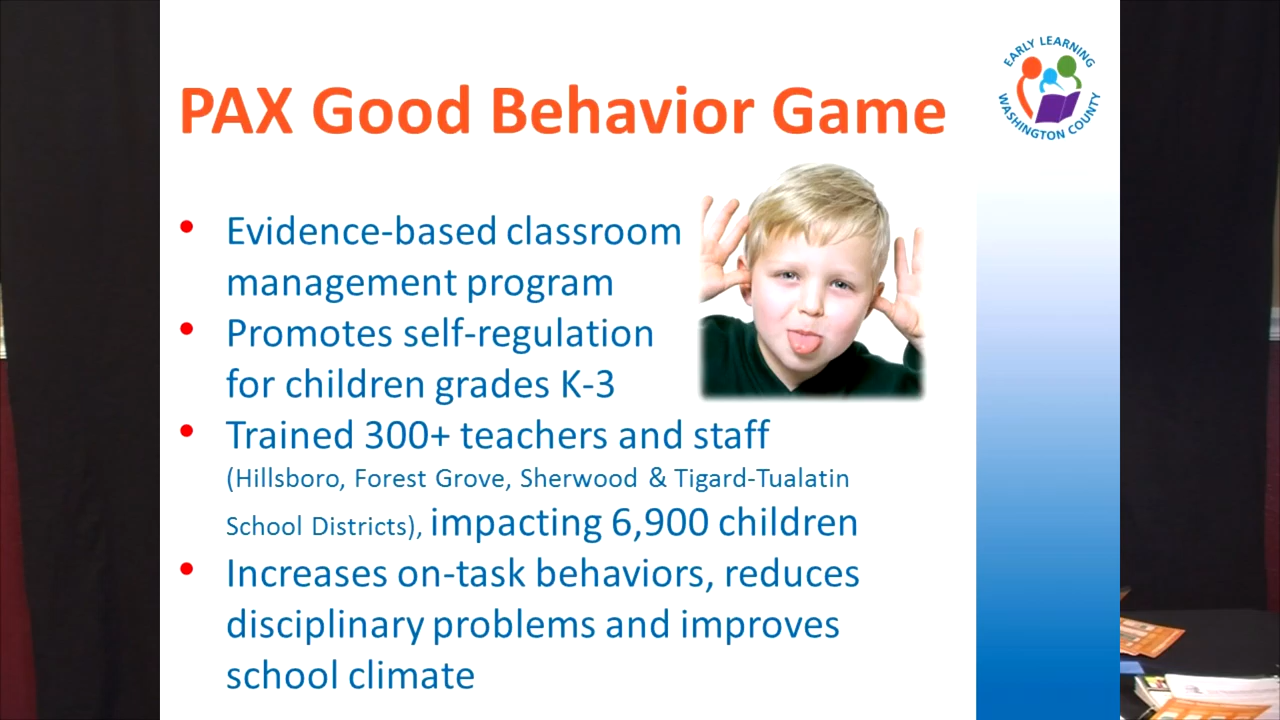 EARLY LEARNING
WASHINGTON COUNTY
PAX Good Behavior Game
• Evidence-based classroom
management program
• Promotes self-regulation
for children grades K-3
• Trained 300+ teachers and staff
(Hillsboro, Forest Grove, Sherwood & Tigard-Tualatin
School Districts), impacting 6,900 children
• Increases on-task behaviors, reduces
disciplinary problems and improves
school climate